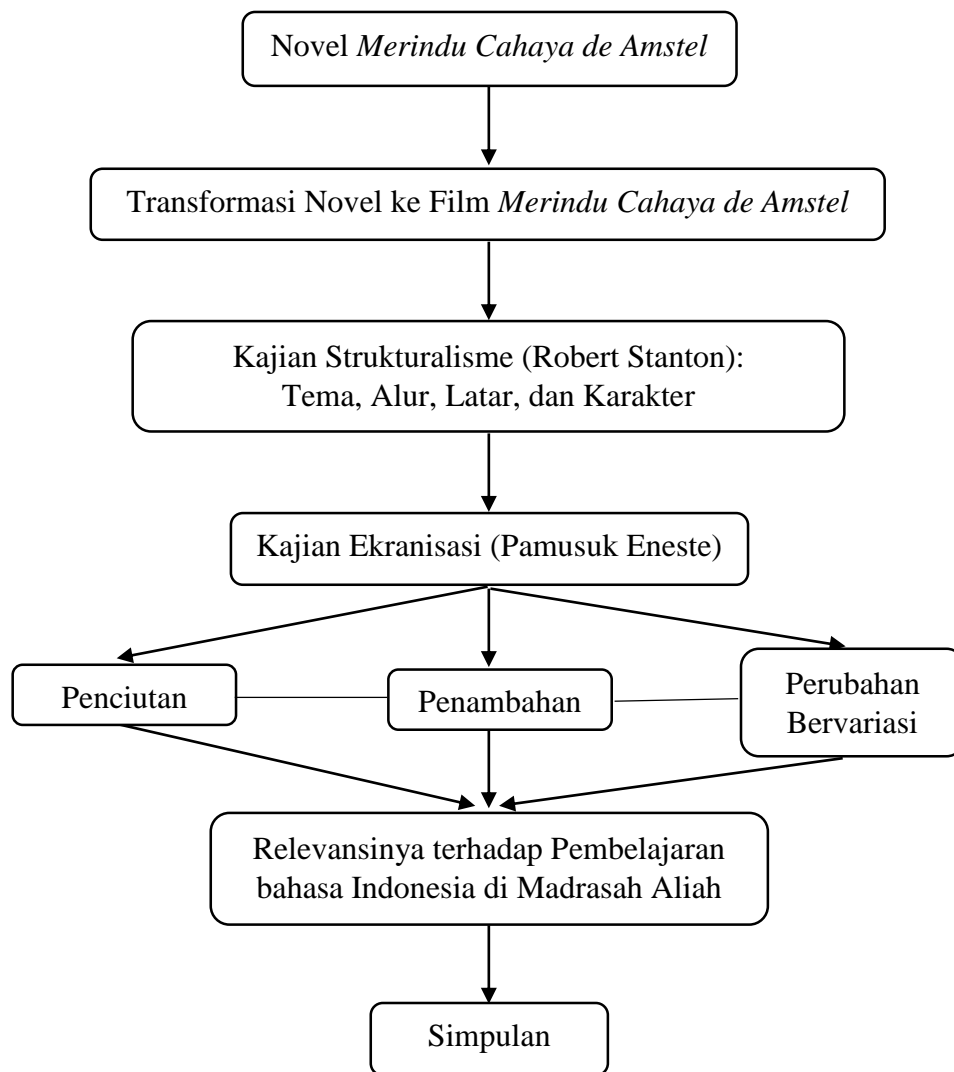 Novel Merindu Cahaya de Amstel
Transformasi Novel ke Film Merindu Cahaya de Amstel
Kajian Strukturalisme (Robert Stanton):
Tema, Alur, Latar, dan Karakter
Kajian Ekranisasi (Pamusuk Eneste)
Penciutan
Penambahan
Perubahan
Bervariasi
Relevansinya terhadap Pembelajaran
bahasa Indonesia di Madrasah Aliah
Simpulan